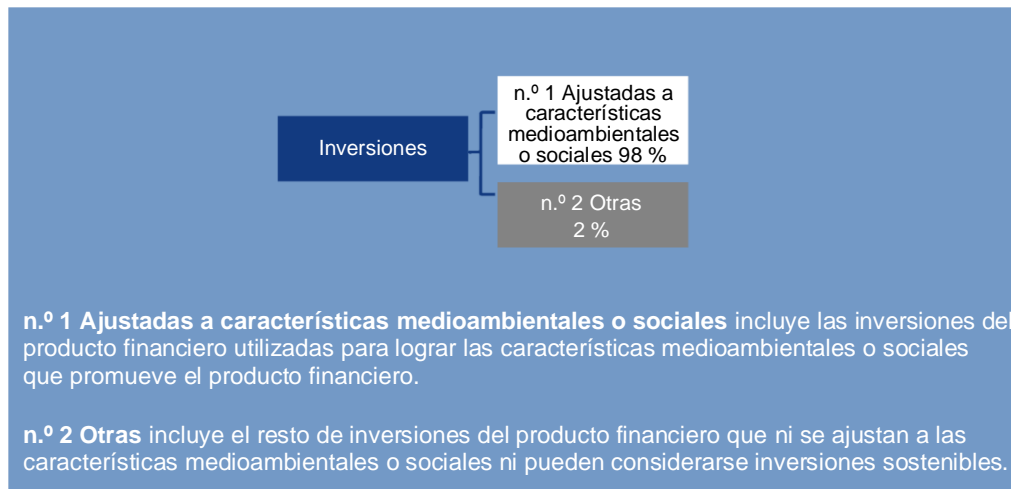 Inversiones
n.º 1 Ajustadas a
características
medioambientales
o sociales 98 %
n.º 2 Otras
2 %
n.º 1 Ajustadas a características medioambientales o sociales incluye las inversiones del
producto financiero utilizadas para lograr las características medioambientales o sociales
que promueve el producto financiero.
n.º 2 Otras incluye el resto de inversiones del producto financiero que ni se ajustan a las
características medioambientales o sociales ni pueden considerarse inversiones sostenibles.